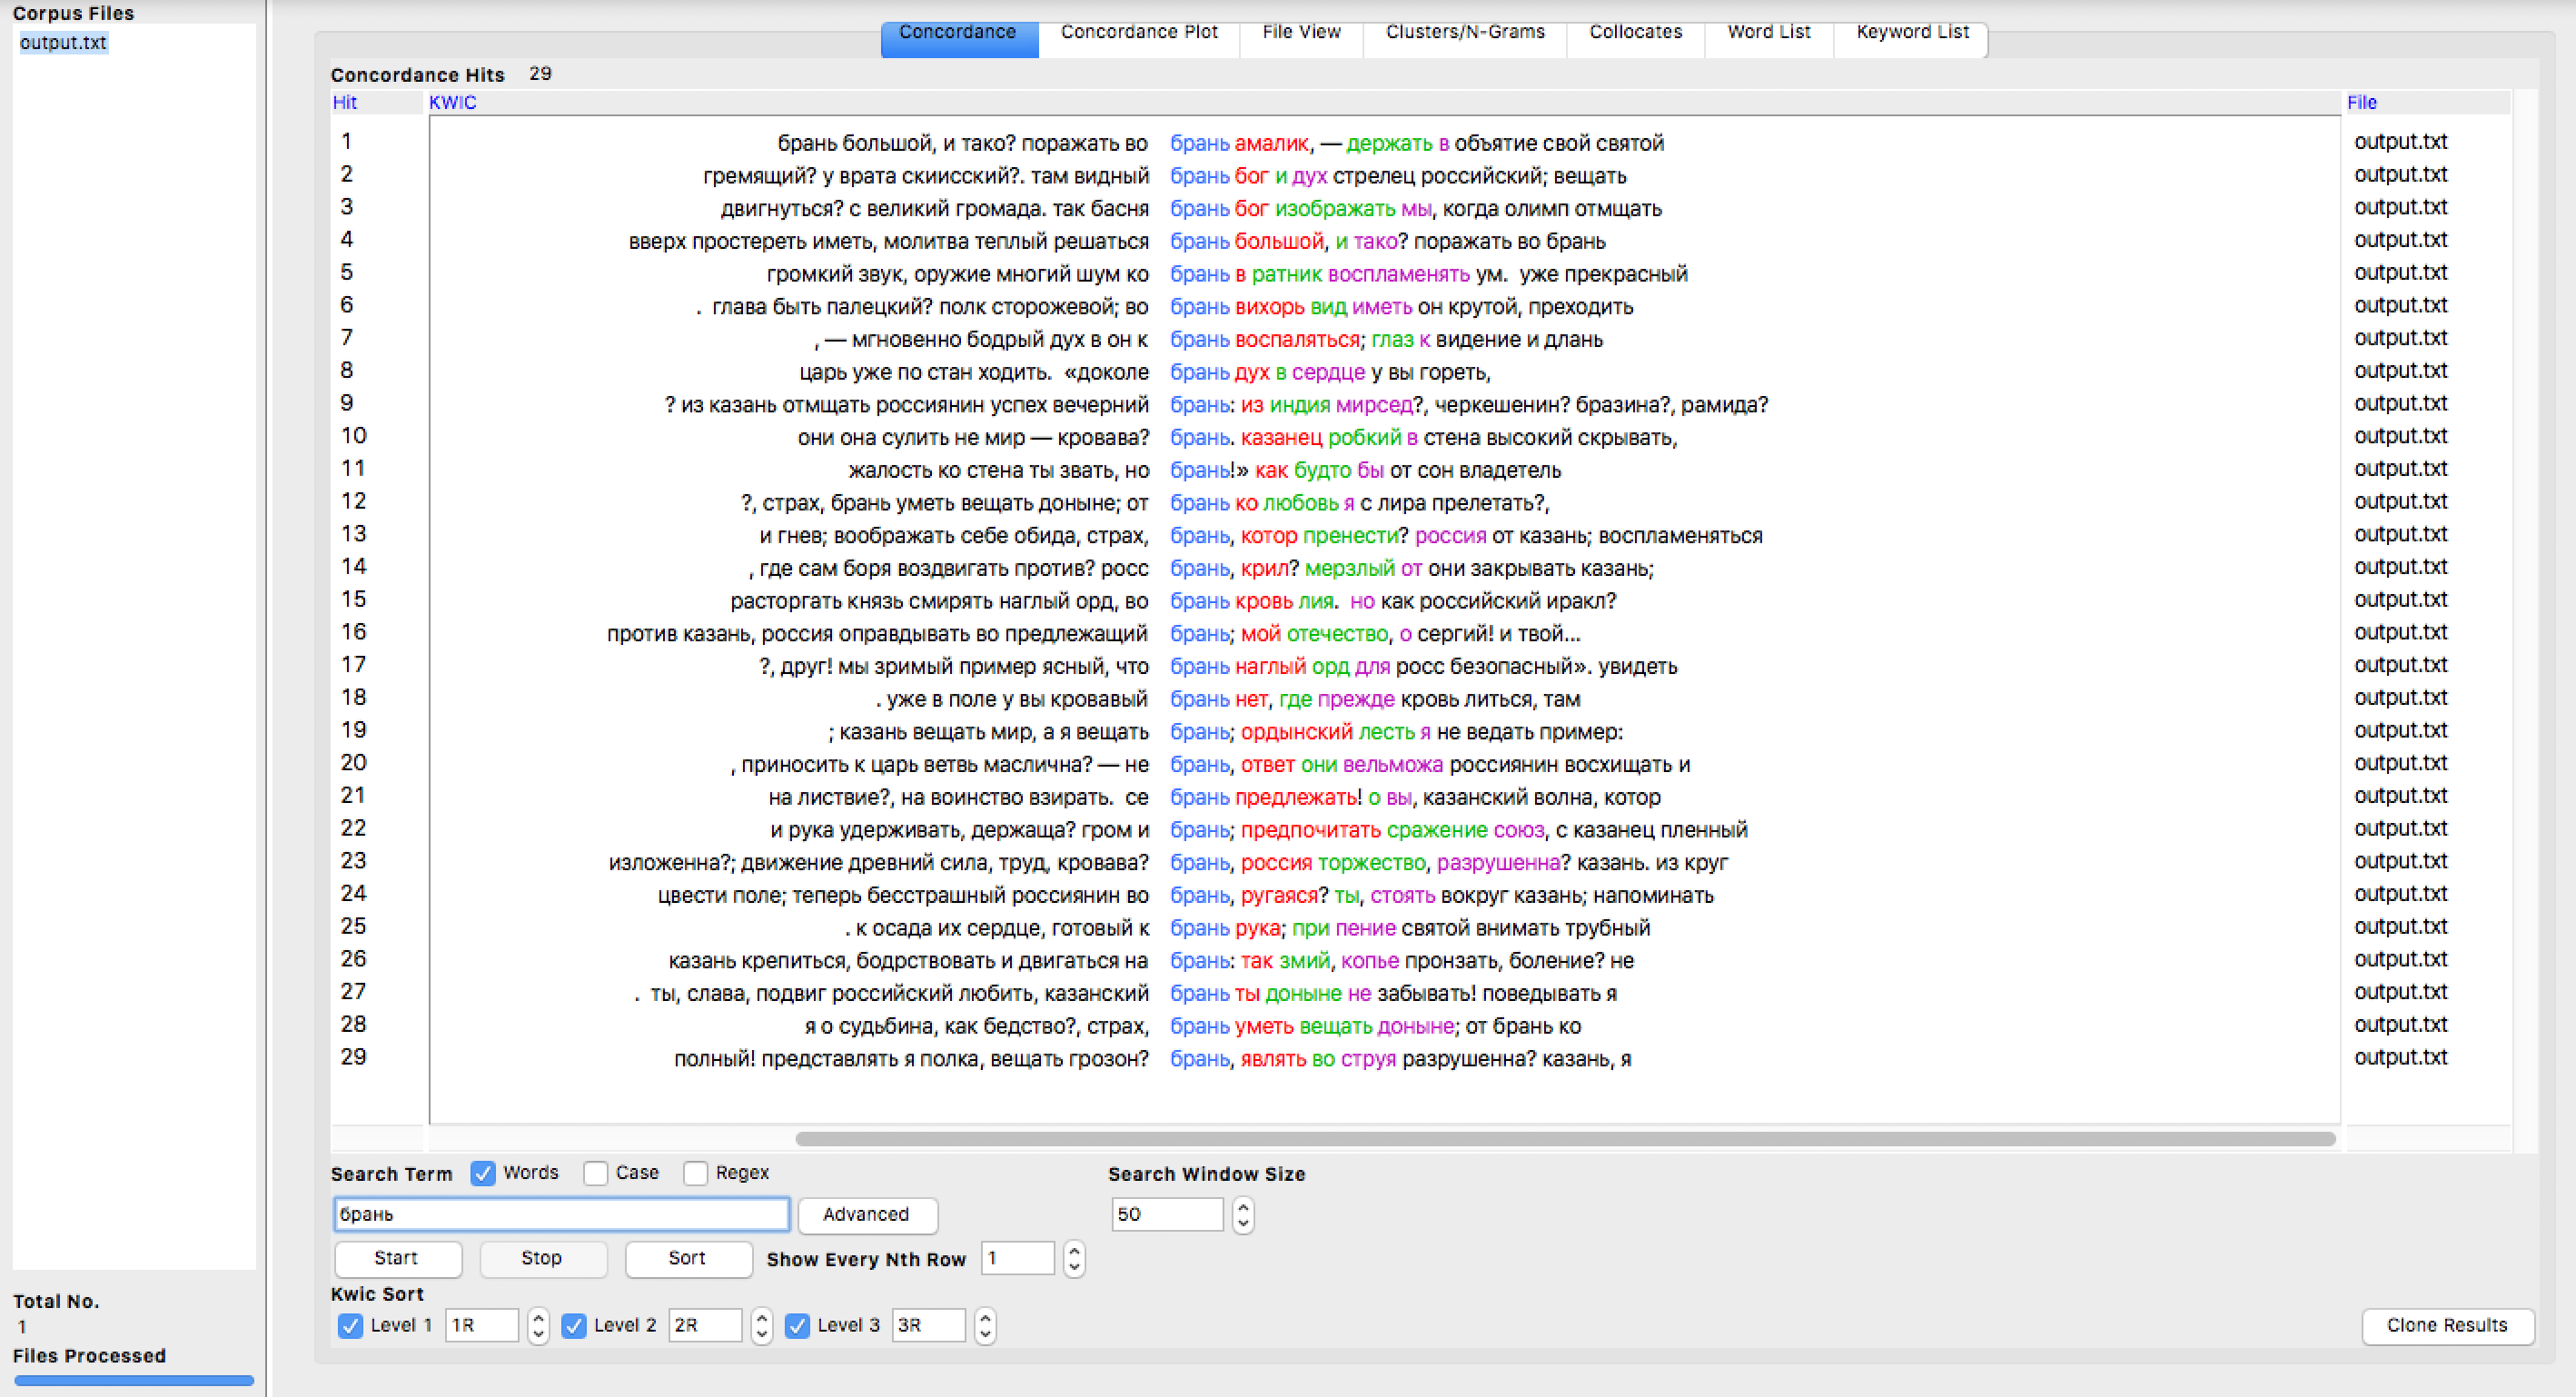 Corpus Files
output.txt
Concordance Concordance Plot File View Clusters/N-Grams Collocates Word List Keyword List
Concordance Hits 29
Hit KWIC File
1 брань большой, и тако? поражать во брань амалик, — держать в объятие свой святой output.txt
2 гремящий? у врата скиисский?. там видный брань бог и дух стрелец российский; вещать output.txt
3 двигнуться? с великий громада. так басня брань бог изображать мы, когда олимп отмщать output.txt
4 вверх простереть иметь, молитва теплый решаться брань большой, и тако? поражать во брань output.txt
5 громкий звук, оружие многий шум ко брань в ратник воспламенять ум. уже прекрасный output.txt
6 . глава быть палецкий? полк сторожевой; во брань вихорь вид иметь он крутой, преходить output.txt
7 , — мгновенно бодрый дух в он к брань воспаляться; глаз к видение и длань output.txt
8 царь уже по стан ходить. «доколе брань дух в сердце у вы гореть, output.txt
9 ? из казань отмщать россиянин успех вечерний брань: из индия мирсед?, черкешенин? бразина?, рамида? output.txt
10 они она сулить не мир — кровава? брань. казанец робкий в стена высокий скрывать, output.txt
11 жалость ко стена ты звать, но брань!» как будто бы от сон владетель output.txt
12 ?, страх, брань уметь вещать доныне; от брань ко любовь я с лира прелетать?, output.txt
13 и гнев; воображать себе обида, страх, брань, котор пренести? россия от казань; воспламеняться output.txt
14 , где сам боря воздвигать против? росс брань, крил? мерзлый от они закрывать казань; output.txt
15 расторгать князь смирять наглый орд, во брань кровь лия. но как российский иракл? output.txt
16 против казань, россия оправдывать во предлежащий брань; мой отечество, о сергий! и твой... output.txt
17 ?, друг! мы зримый пример ясный, что брань наглый орд для росс безопасный». увидеть output.txt
18 . уже в поле у вы кровавый брань нет, где прежде кровь литься, там output.txt
19 ; казань вещать мир, а я вещать брань; ордынский лесть я не ведать пример: output.txt
20 , приносить к царь ветвь маслична? — не брань, ответ они вельможа россиянин восхищать и output.txt
21 на листвие?, на воинство взирать. се брань предлежать! о вы, казанский волна, котор output.txt
22 и рука удерживать, держаща? гром и брань; предпочитать сражение союз, с казанец пленный output.txt
23 изложенна?; движение древний сила, труд, кровава? брань, россия торжество, разрушенна? казань. из круг output.txt
24 цвести поле; теперь бесстрашный россиянин во брань, ругаяся? ты, стоять вокруг казань; напоминать output.txt
25 . к осада их сердце, готовый к брань рука; при пение святой внимать трубный output.txt
26 казань крепиться, бодрствовать и двигаться на брань: так змий, копье пронзать, боление? не output.txt
27 . ты, слава, подвиг российский любить, казанский брань ты доныне не забывать! поведывать я output.txt
28 я о судьбина, как бедство?, страх, брань уметь вещать доныне; от брань ко output.txt
29 полный! представлять я полка, вещать грозон? брань, являть во струя разрушенна? казань, я output.txt
Search Term Words Case Regex Search Window Size
брань Advanced 50
Start Stop Sort Show Every Nth Row 1
Kwic Sort
Level 1 1R Level 2 2R Level 3 3R Clone Results
Total No.
1
Files Processed